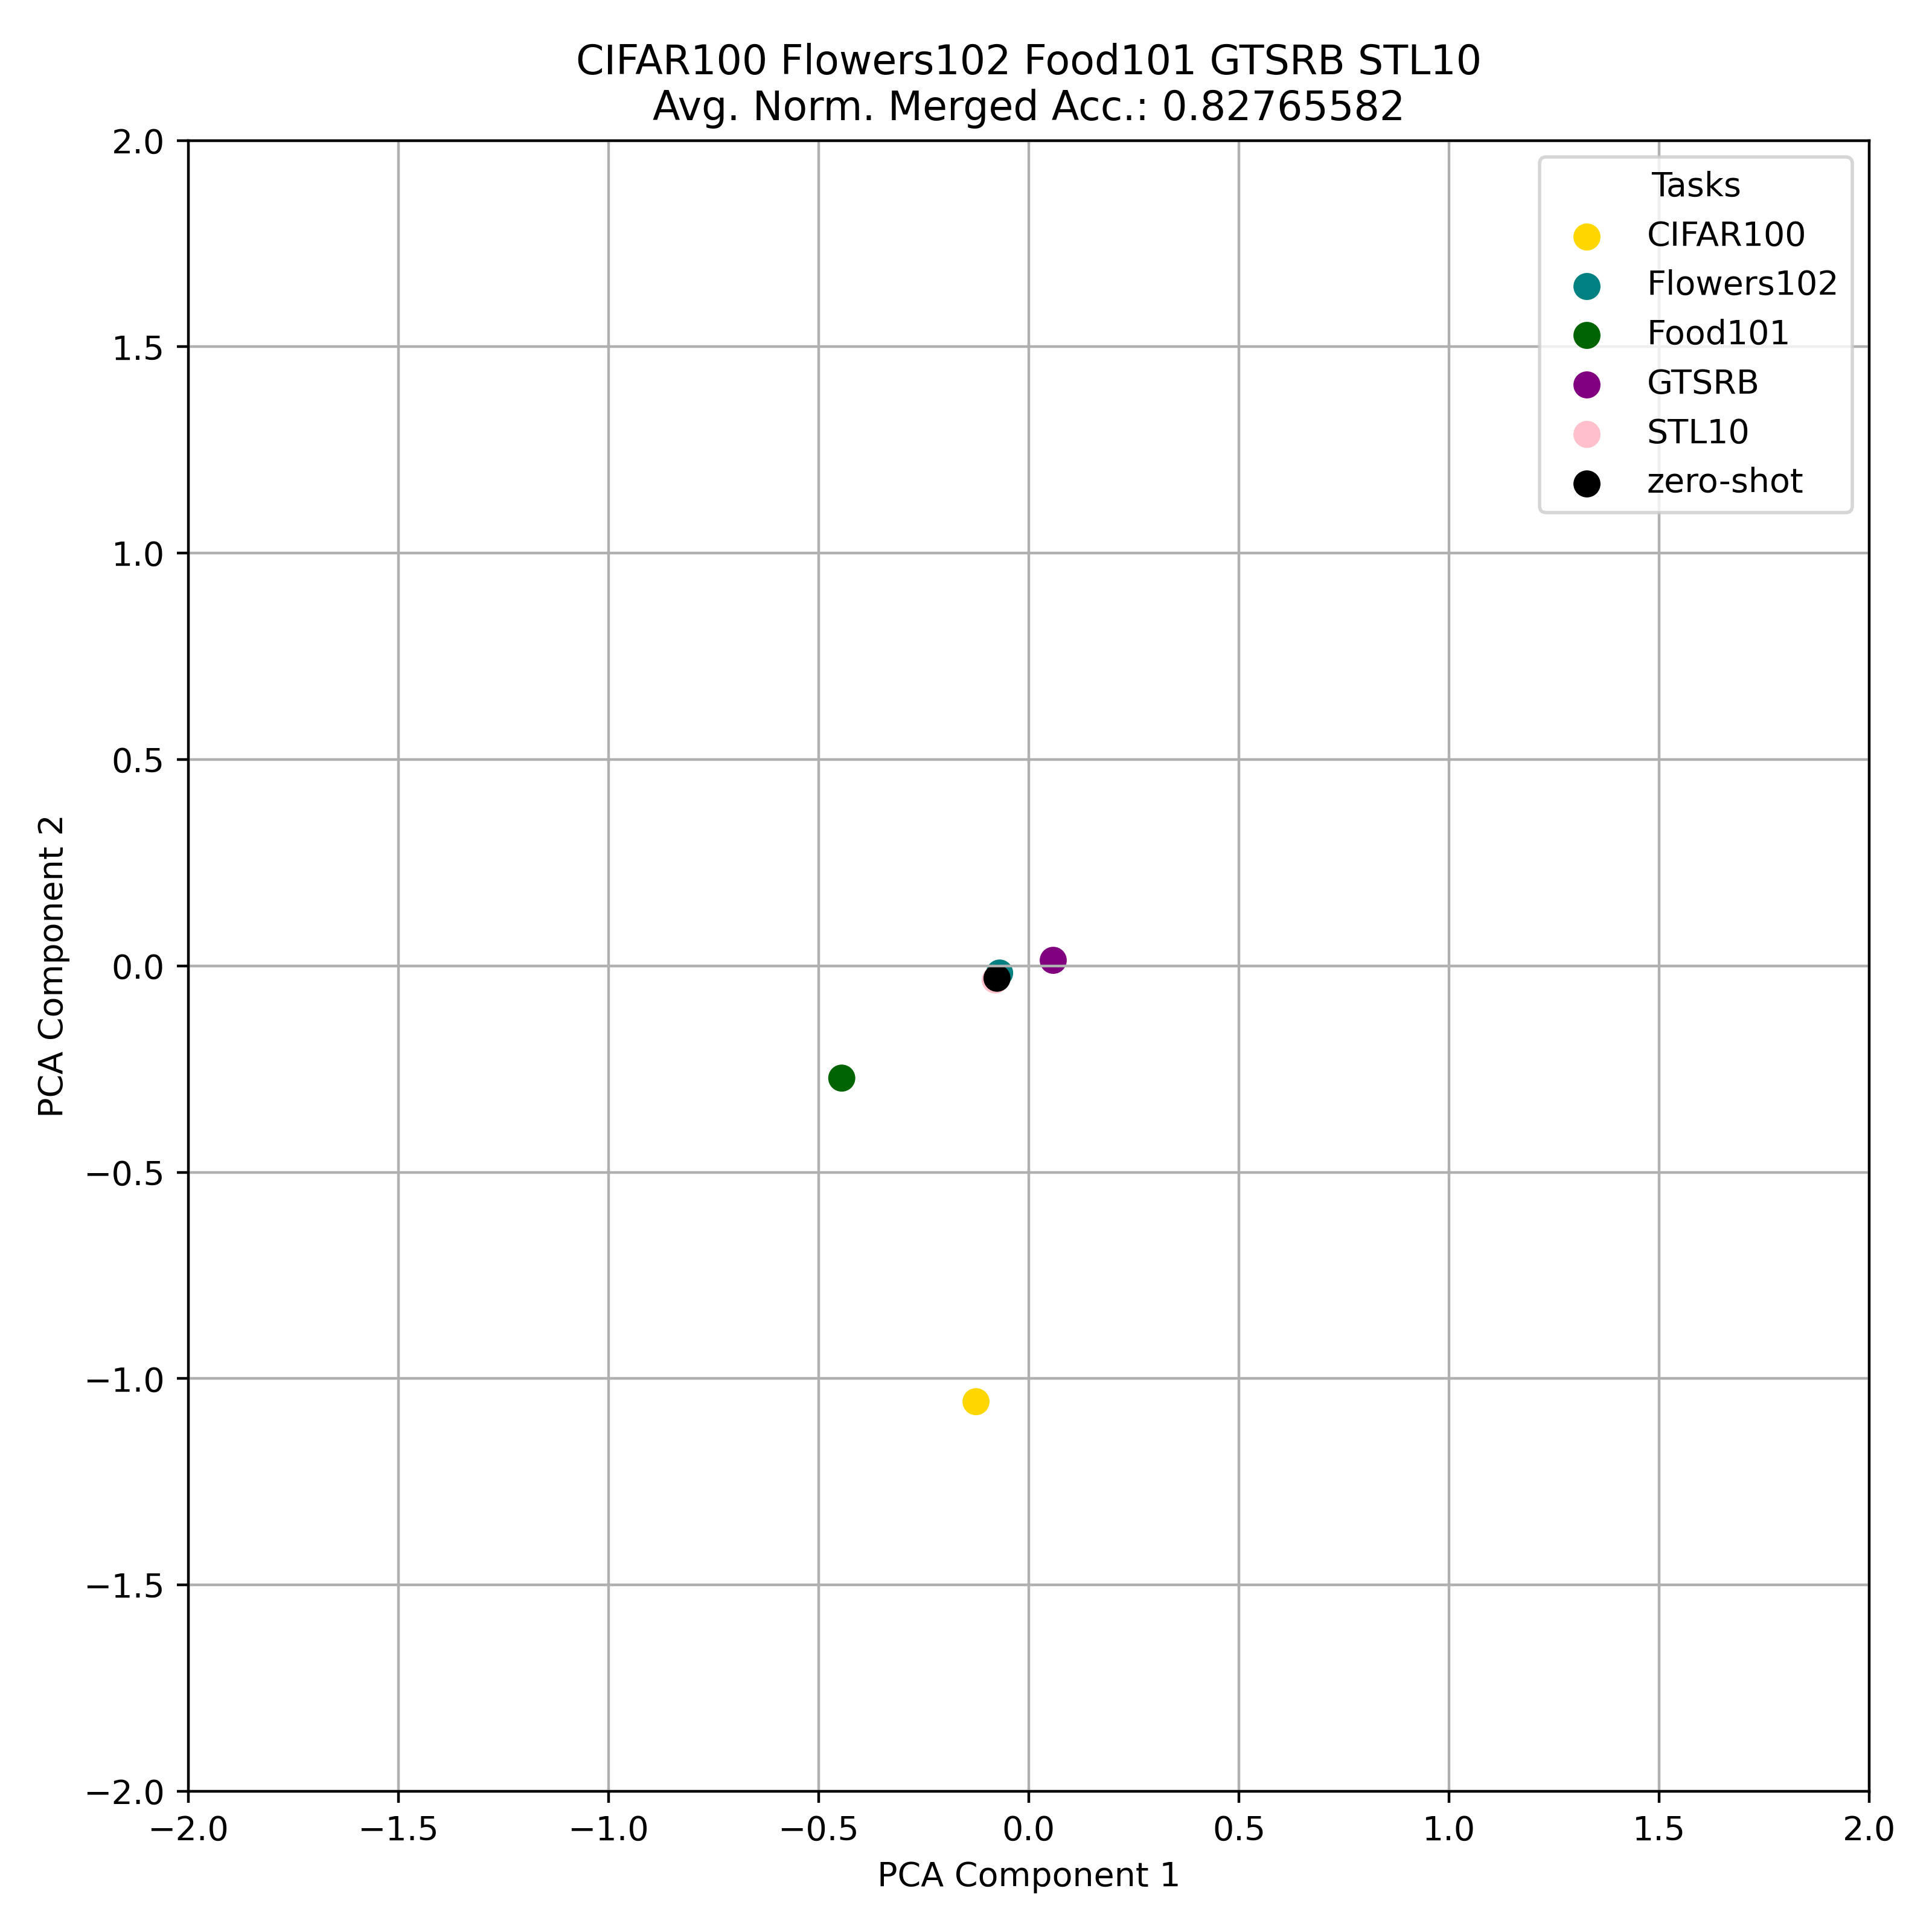 CIFAR100 Flowers102 Food101 GTSRB STL10
Avg. Norm. Merged Acc.: 0.82765582
Tasks
CIFAR100
Flowers102
Food101
GTSRB
STL10
zero-shot
2.0
1.5
1.0
0.5
0.0
−0.5
−1.0
−1.5
−2.0
PCA Component 2
−2.0 −1.5 −1.0 −0.5 0.0 0.5 1.0 1.5 2.0
PCA Component 1